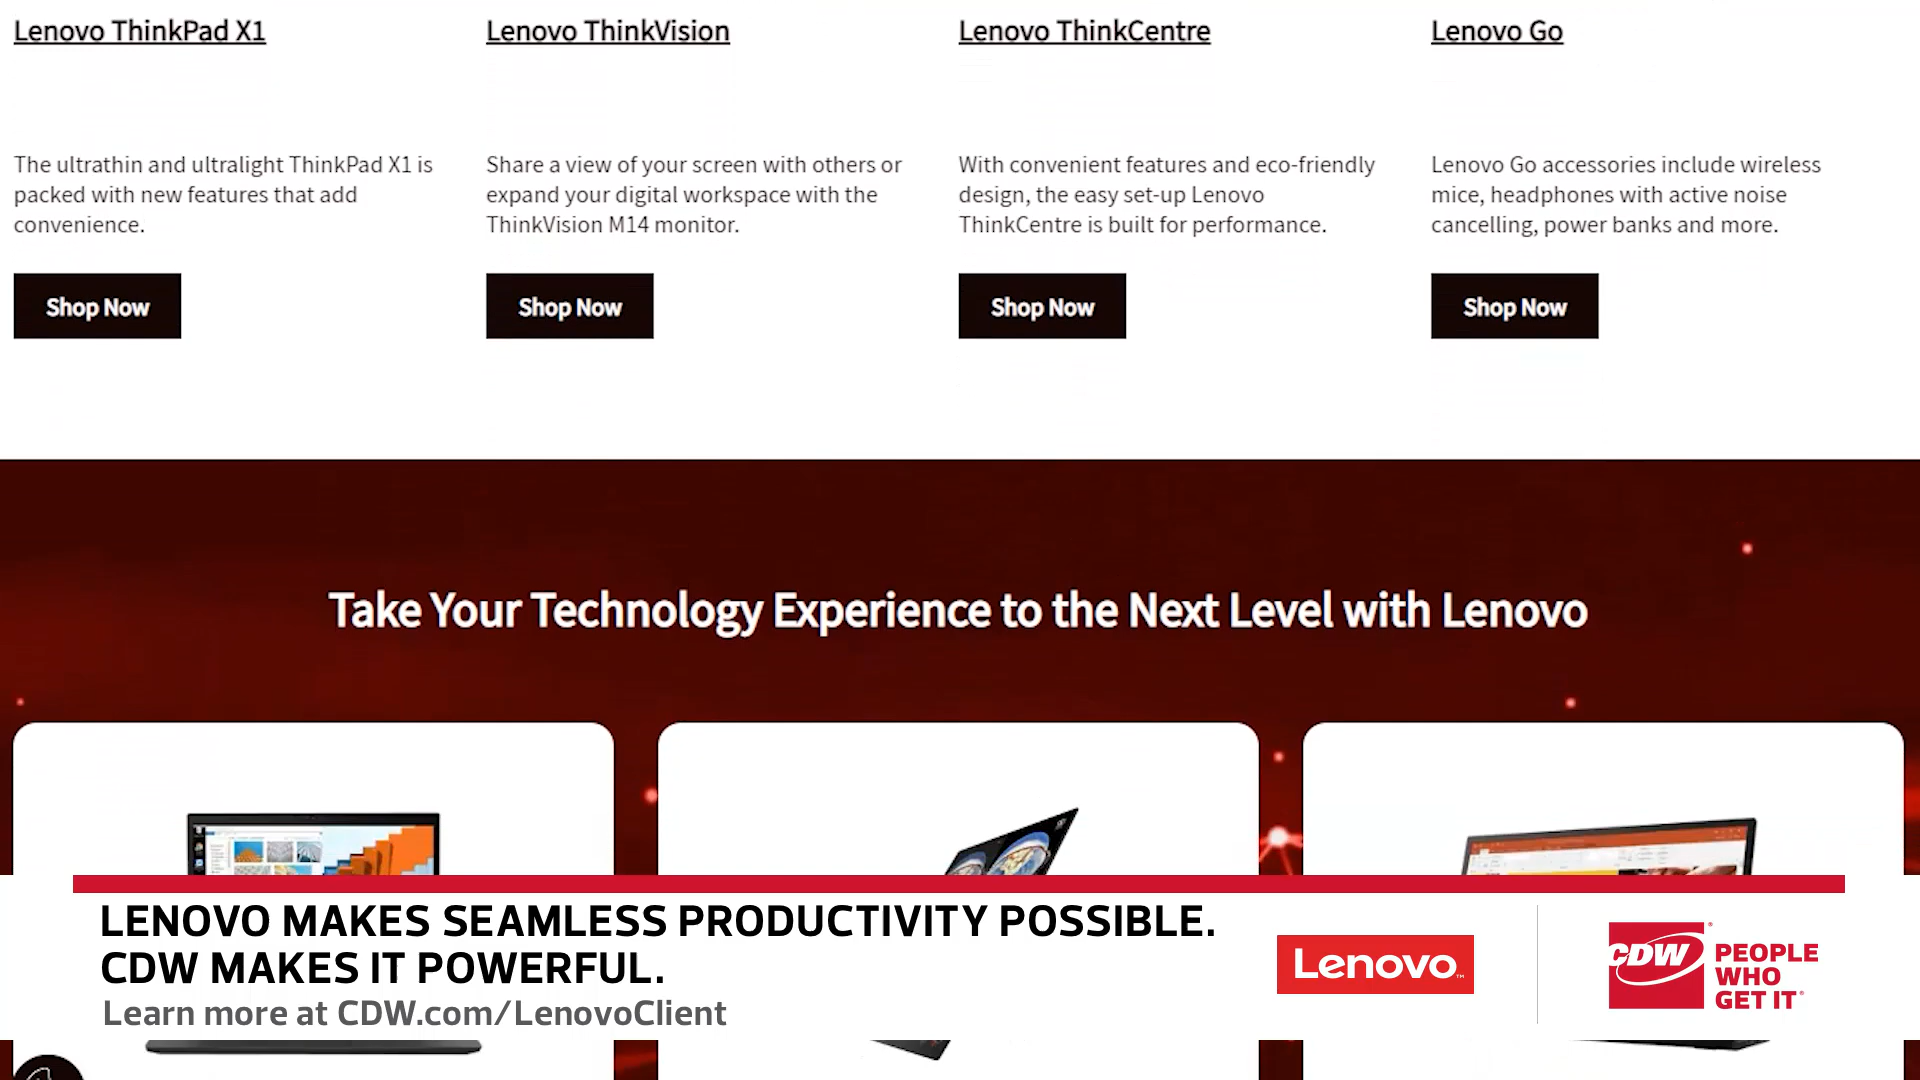 Lenovo ThinkPad X1
The ultrathin and ultralight ThinkPad X1 is
packed with new features that add
convenience.
Shop Now
Lenovo ThinkVision
Share a view of your screen with others or
expand your digital workspace with the
ThinkVision M14 monitor.
Shop Now
Lenovo ThinkCentre
With convenient features and eco-friendly
design, the easy set-up Lenovo
ThinkCentre is built for performance.
Shop Now
Lenovo Go
Lenovo Go accessories include wireless
mice, headphones with active noise
cancelling, power banks and more.
Shop Now
Take Your Technology Experience to the Next Level with Lenovo
LENOVO MAKES SEAMLESS PRODUCTIVITY POSSIBLE.
CDW MAKES IT POWERFUL.
Learn more at CDW.com/LenovoClient
Lenovo™
CDW®
PEOPLE
WHO
GET IT®